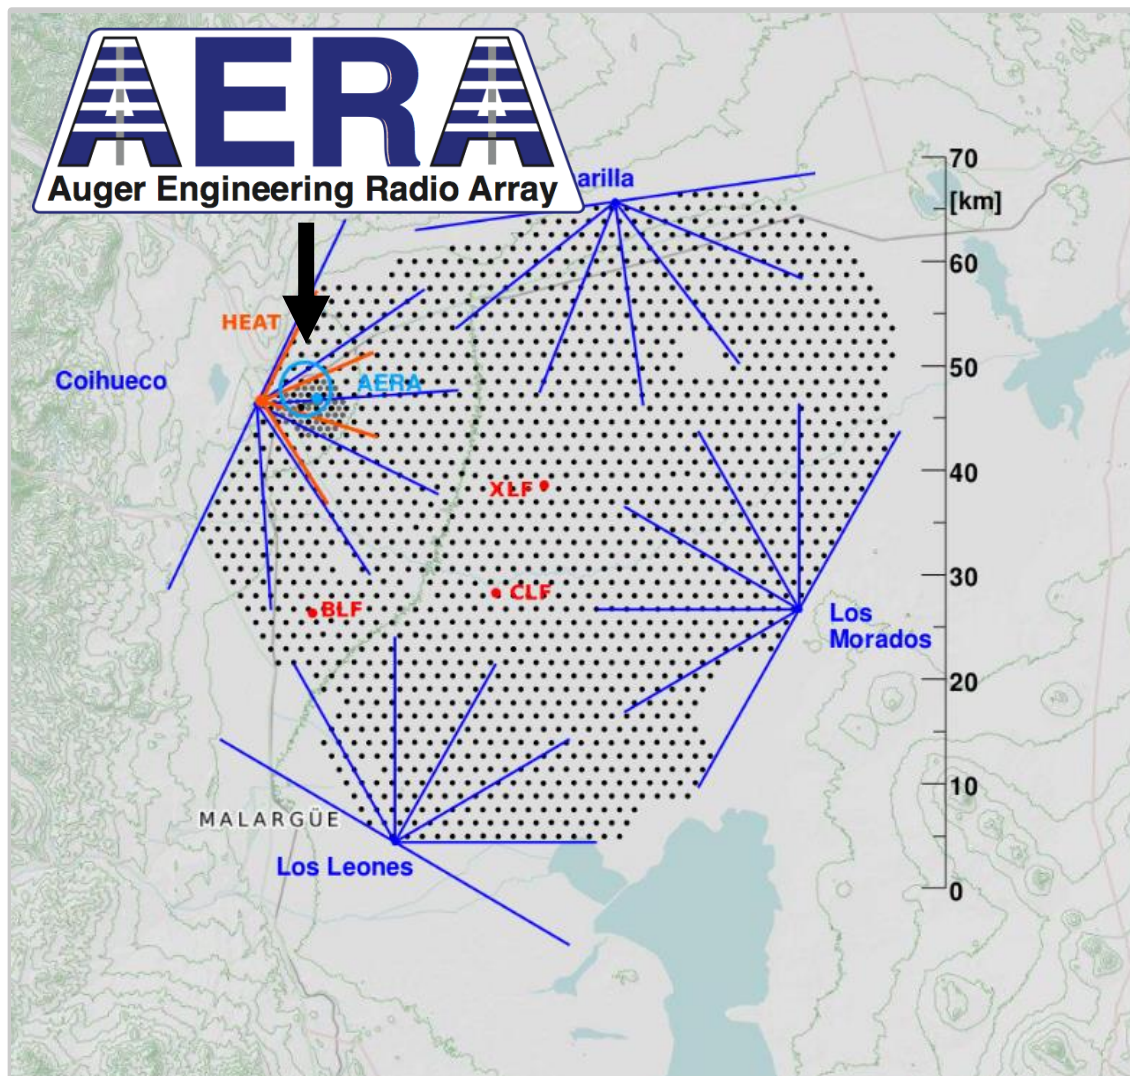 AERA
Auger Engineering Radio Array
arilla
70
[km]
60
HEAT
50
Coihueco
AERA
40
XLF
30
CLF
BLF
Los
Morados
20
10
MALARGÜE
Los Leones
0